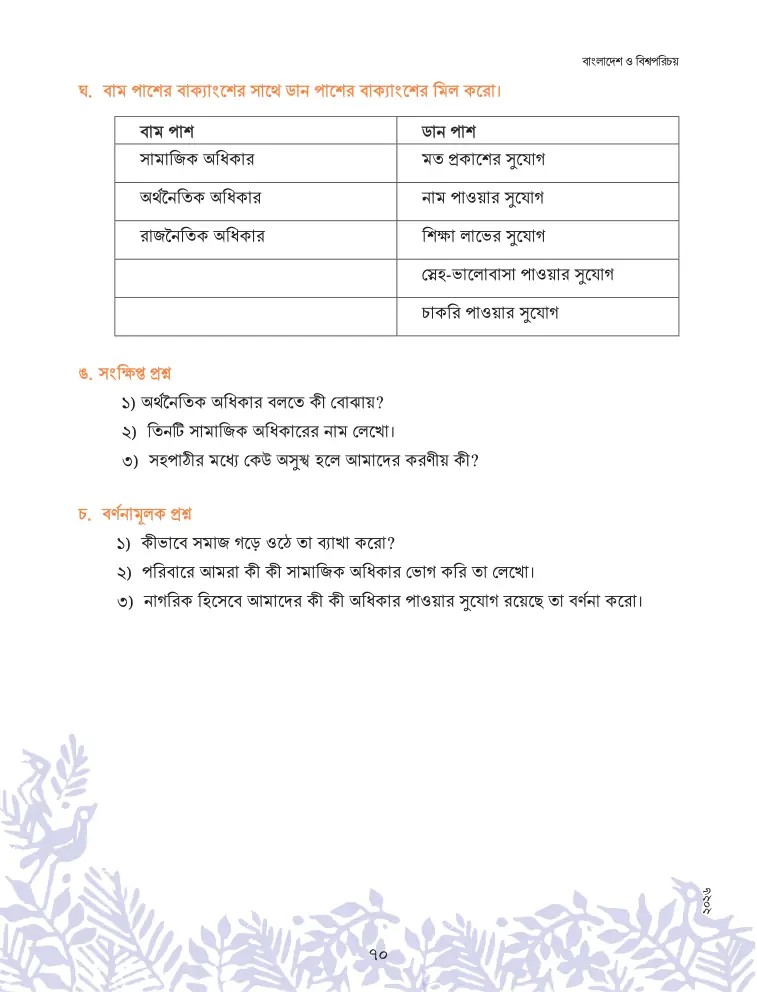 বাংলাদেশ ও বিশ্বপরিচয়
ঘ. বাম পাশের বাক্যাংশের সাথে ডান পাশের বাক্যাংশের মিল করো।
বাম পাশ ডান পাশ
সামাজিক অধিকার মত প্রকাশের সুযোগ
অর্থনৈতিক অধিকার নাম পাওয়ার সুযোগ
রাজনৈতিক অধিকার শিক্ষা লাভের সুযোগ
স্নেহ-ভালোবাসা পাওয়ার সুযোগ
চাকরি পাওয়ার সুযোগ
ঙ. সংক্ষিপ্ত প্রশ্ন
১) অর্থনৈতিক অধিকার বলতে কী বোঝায়?
২) তিনটি সামাজিক অধিকারের নাম লেখো।
৩) সহপাঠীর মধ্যে কেউ অসুস্থ হলে আমাদের করণীয় কী?
চ. বর্ণনামূলক প্রশ্ন
১) কীভাবে সমাজ গড়ে ওঠে তা ব্যাখা করো?
২) পরিবারে আমরা কী কী সামাজিক অধিকার ভোগ করি তা লেখো।
৩) নাগরিক হিসেবে আমাদের কী কী অধিকার পাওয়ার সুযোগ রয়েছে তা বর্ণনা করো।
২০২৬
৭০